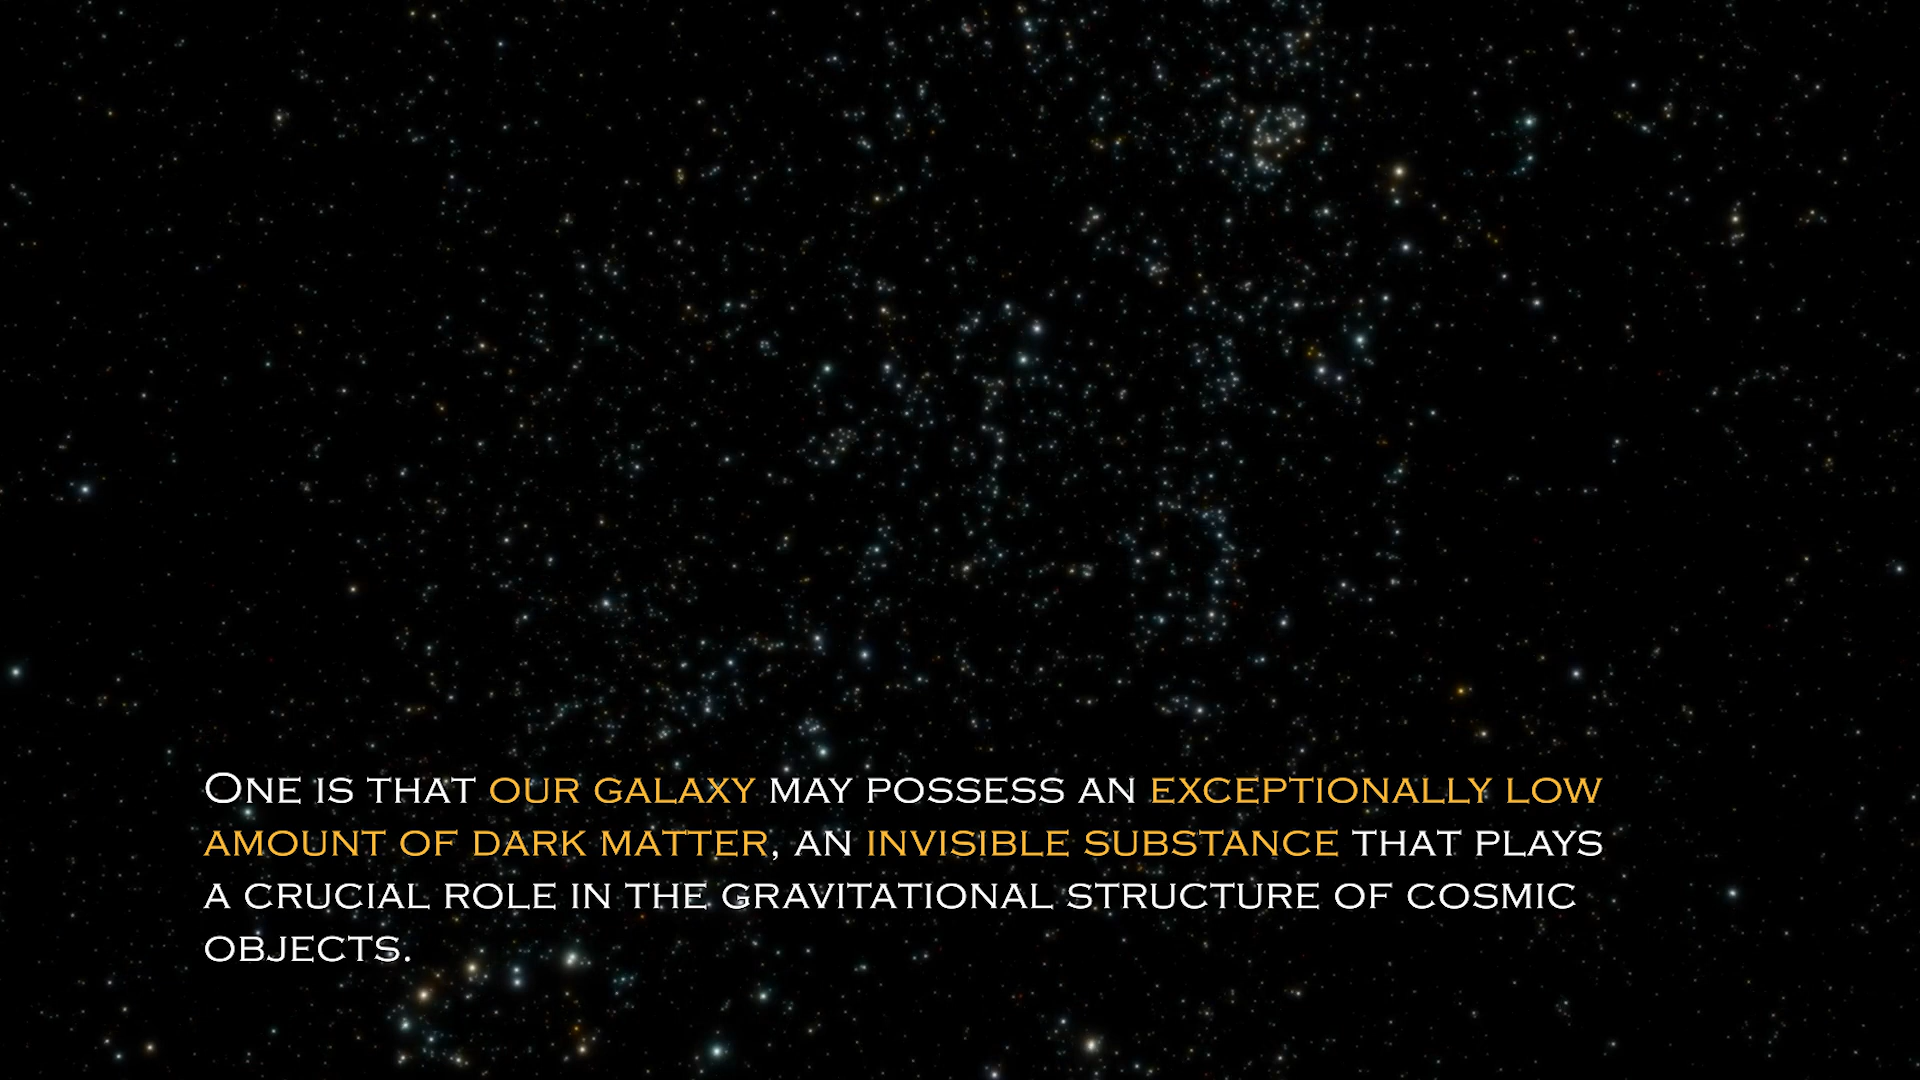 One is that our galaxy may possess an exceptionally low
amount of dark matter, an invisible substance that plays
a crucial role in the gravitational structure of cosmic
objects.